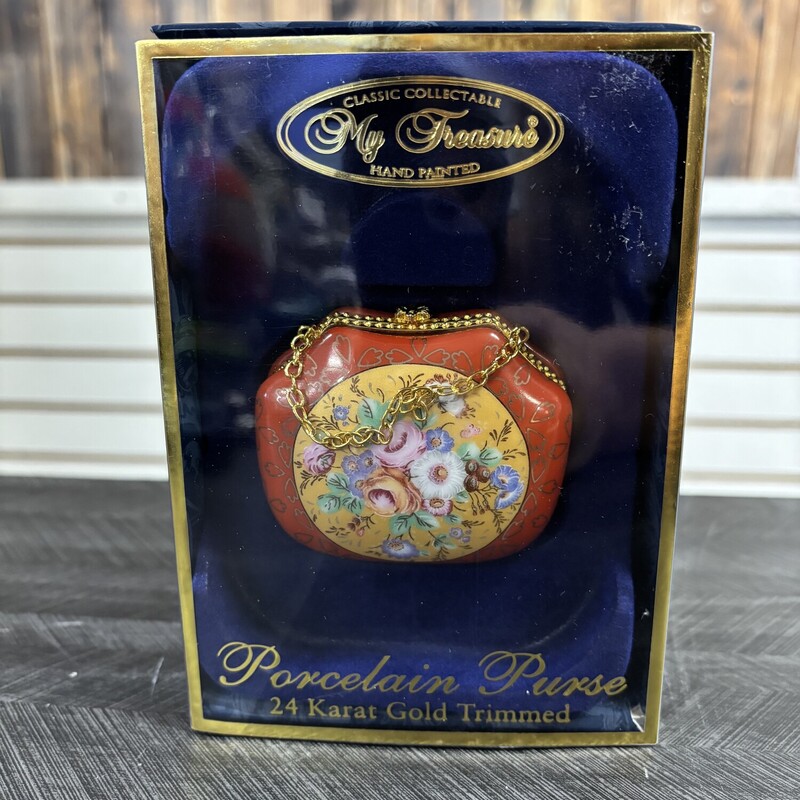 CLASSIC COLLECTABLE
My Treasure®
HAND PAINTED
Porcelain Purse
24 Karat Gold Trimmed